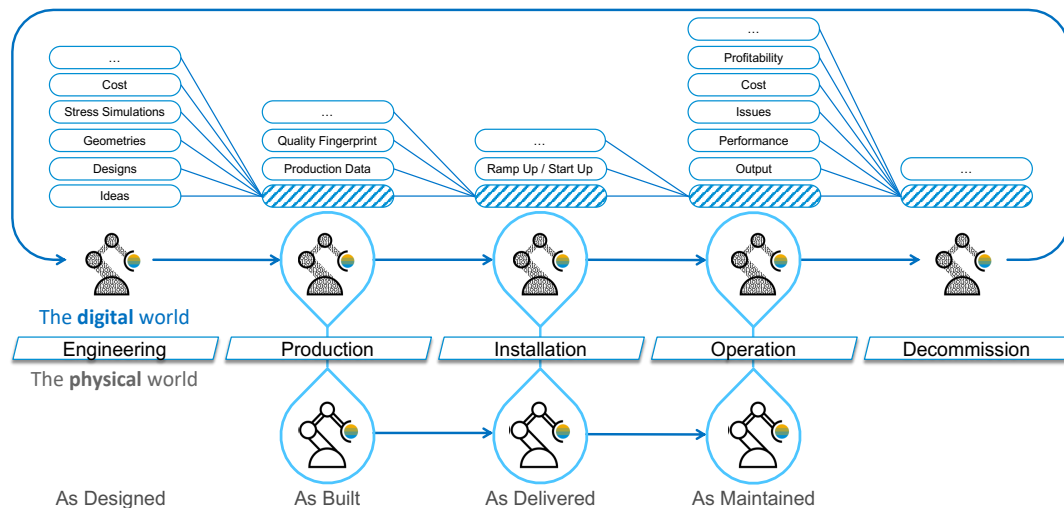 …
Cost
Stress Simulations
Geometries
Designs
Ideas
…
Quality Fingerprint
Production Data
…
Ramp Up / Start Up
…
Profitability
Cost
Issues
Performance
Output
…
The digital world
Engineering
Production
Installation
Operation
Decommission
The physical world
As Designed
As Built
As Delivered
As Maintained